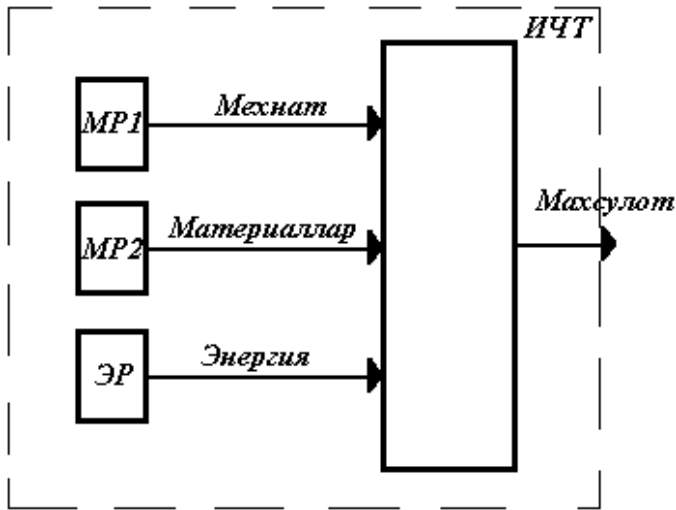 ИЧТ
МР1
Мехнат
Махсулот
МР2
Материаллар
ЭР
Энергия